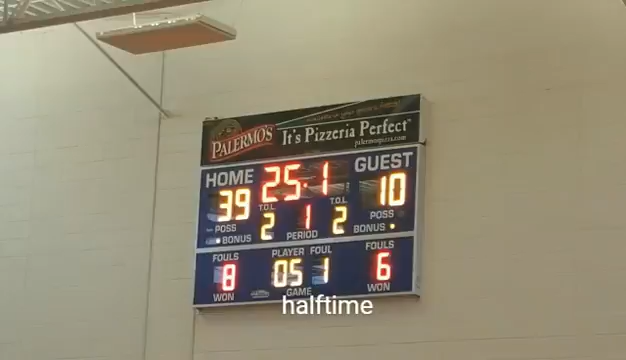 PALERMO'S
It's Pizzeria Perfect™
palermospizza.com
HOME 25.1 GUEST
39 10
T.O.L. T.O.L.
2 1 2
POSS POSS
BONUS PERIOD BONUS
FOULS PLAYER FOUL FOULS
8 05 1 6
WON GAME WON
halftime